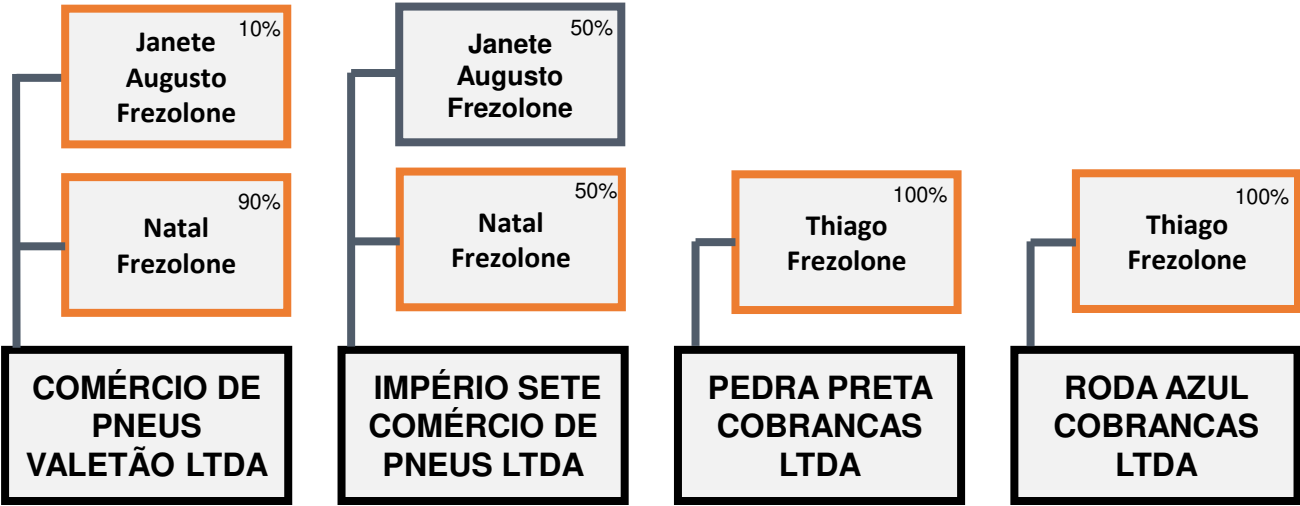 10%
Janete
Augusto
Frezolone
90%
Natal
Frezolone
COMÉRCIO DE
PNEUS
VALETÃO LTDA
50%
Janete
Augusto
Frezolone
50%
Natal
Frezolone
IMPÉRIO SETE
COMÉRCIO DE
PNEUS LTDA
100%
Thiago
Frezolone
PEDRA PRETA
COBRANCAS
LTDA
100%
Thiago
Frezolone
RODA AZUL
COBRANCAS
LTDA